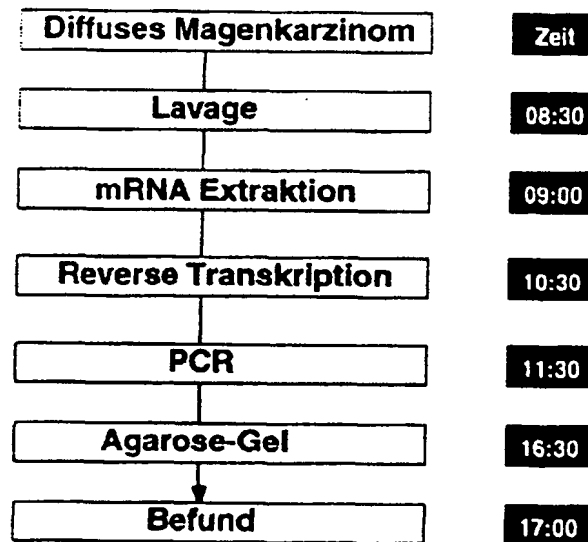 Diffuses Magenkarzinom Zeit
Lavage 08:30
mRNA Extraktion 09:00
Reverse Transkription 10:30
PCR 11:30
Agarose-Gel 16:30
Befund 17:00